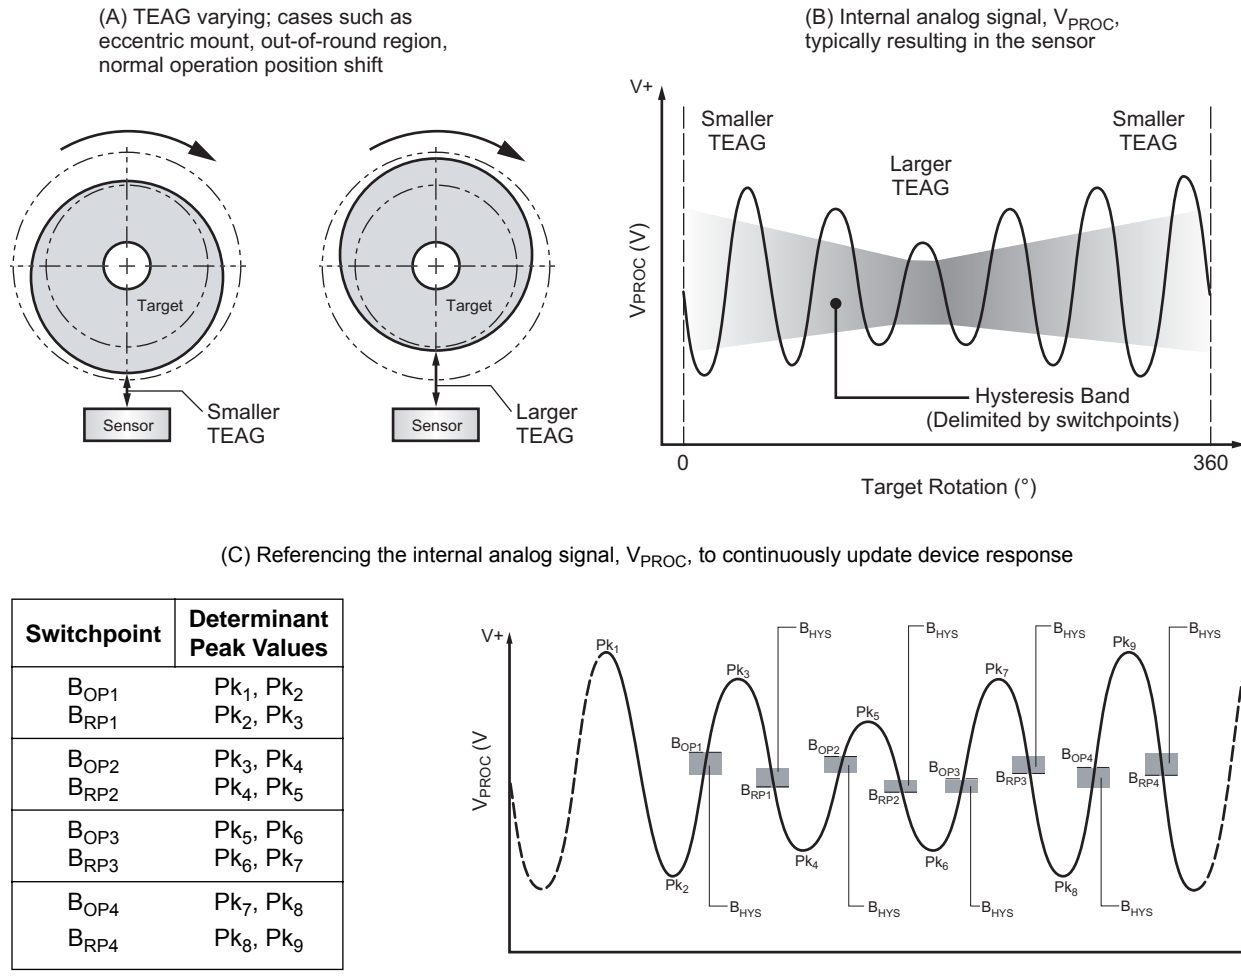 (A) TEAG varying; cases such as
eccentric mount, out-of-round region,
normal operation position shift
Target
Sensor
Smaller
TEAG
Target
Sensor
Larger
TEAG
(B) Internal analog signal, VPROC,
typically resulting in the sensor
V+
VPROC (V)
Smaller
TEAG
Larger
TEAG
Smaller
TEAG
Hysteresis Band
(Delimited by switchpoints)
0
360
Target Rotation (°)
(C) Referencing the internal analog signal, VPROC, to continuously update device response
Switchpoint
Determinant
Peak Values
BOP1 Pk1, Pk2
BRP1 Pk2, Pk3
BOP2 Pk3, Pk4
BRP2 Pk4, Pk5
BOP3 Pk5, Pk6
BRP3 Pk6, Pk7
BOP4 Pk7, Pk8
BRP4 Pk8, Pk9
V+
VPROC (V
BHYS
BHYS
BHYS
BHYS
Pk1
Pk3
Pk5
Pk7
Pk9
BOP1
BOP2
BOP3
BOP4
BRP1
BRP2
BRP3
BRP4
Pk2
Pk4
Pk6
Pk8
BHYS
BHYS
BHYS
BHYS